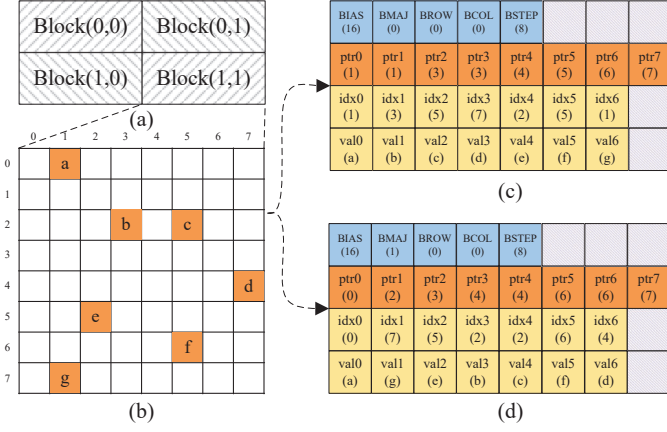 Block(0,0) Block(0,1)
Block(1,0) Block(1,1)
(a)
0 1 2 3 4 5 6 7
0 a
1
2 b c
3
4 d
5 e
6 f
7 g
(b)
BIAS BMAJ BROW BCOL BSTEP
(16) (0) (0) (0) (8)
ptr0 ptr1 ptr2 ptr3 ptr4 ptr5 ptr6 ptr7
(1) (1) (3) (3) (4) (5) (6) (7)
idx0 idx1 idx2 idx3 idx4 idx5 idx6
(1) (3) (5) (7) (2) (5) (1)
val0 val1 val2 val3 val4 val5 val6
(a) (b) (c) (d) (e) (f) (g)
(c)
BIAS BMAJ BROW BCOL BSTEP
(16) (1) (0) (0) (8)
ptr0 ptr1 ptr2 ptr3 ptr4 ptr5 ptr6 ptr7
(0) (2) (3) (4) (4) (6) (6) (7)
idx0 idx1 idx2 idx3 idx4 idx5 idx6
(0) (7) (5) (2) (2) (6) (4)
val0 val1 val2 val3 val4 val5 val6
(a) (g) (e) (b) (c) (f) (d)
(d)